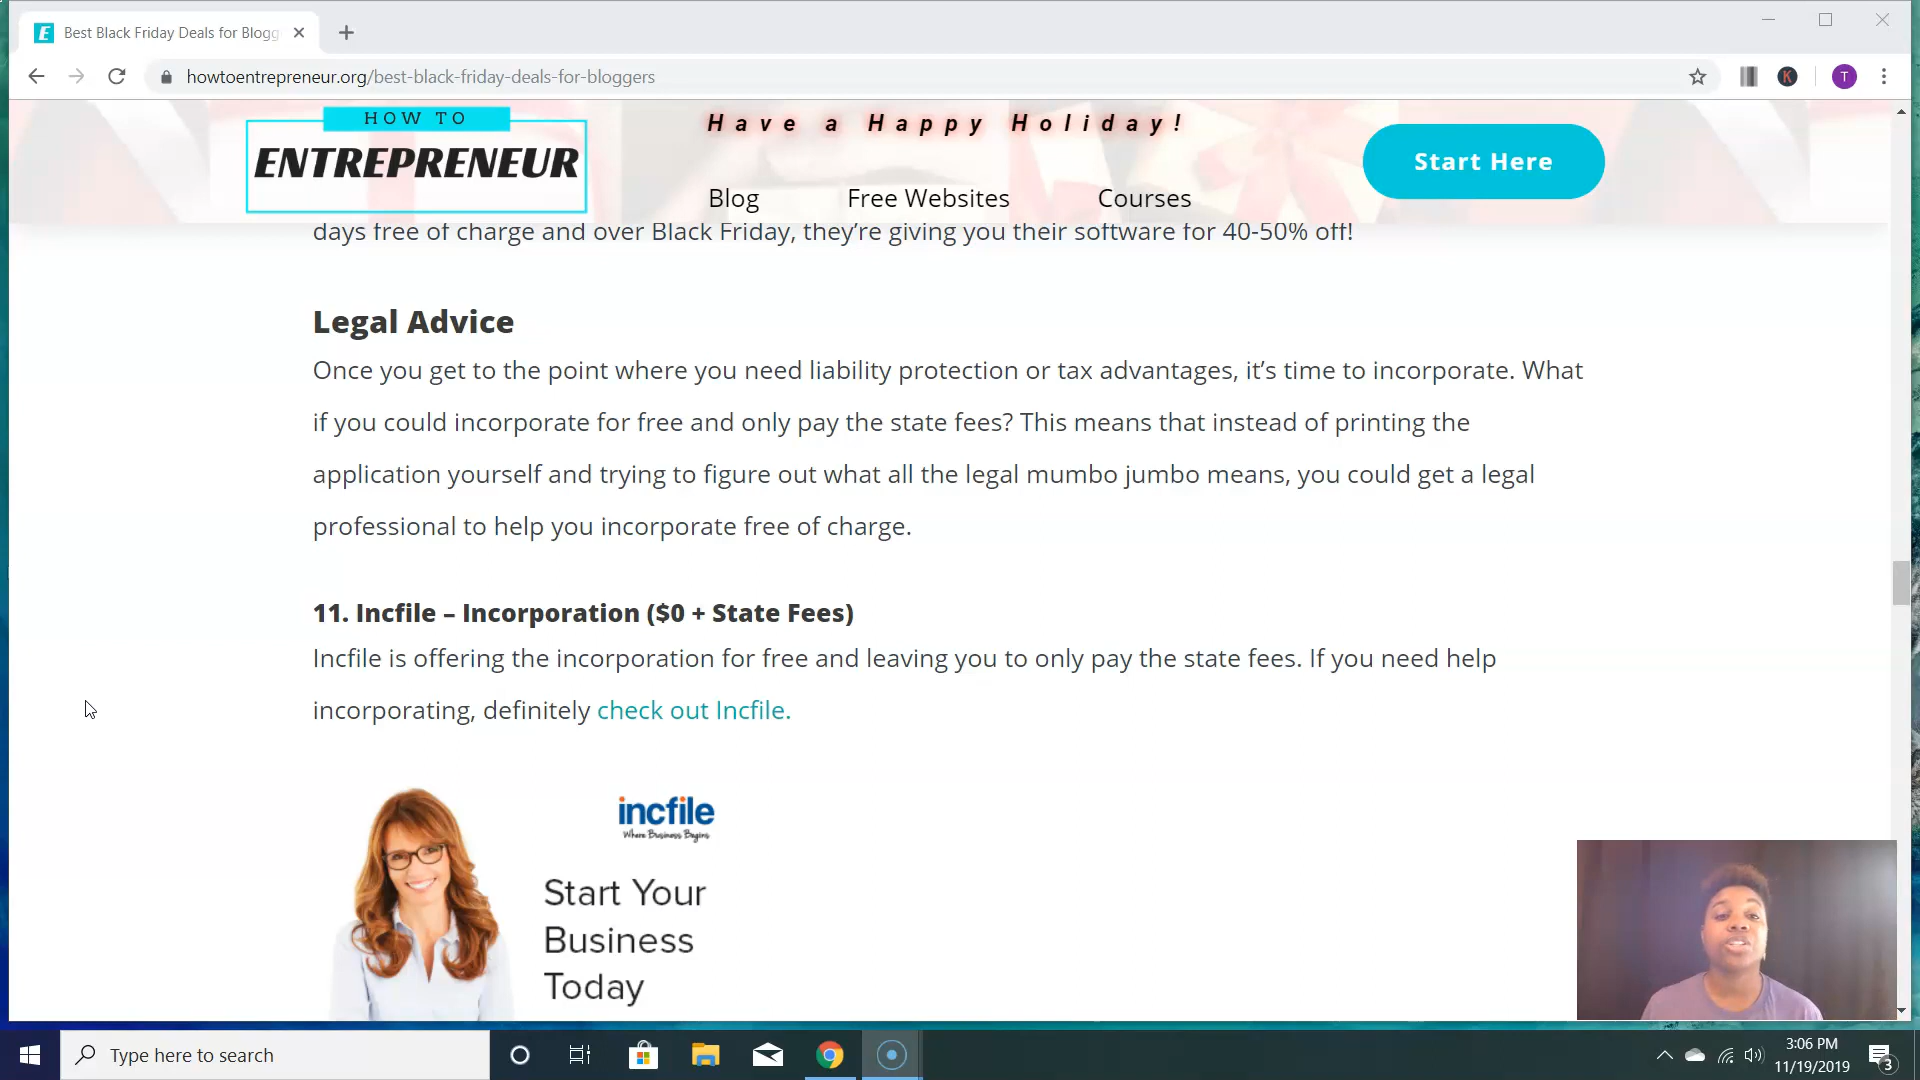 Best Black Friday Deals for Blogg
howtoentrepreneur.org/best-black-friday-deals-for-bloggers
K
T
HOW TO
ENTREPRENEUR
Have a Happy Holiday!
Blog Free Websites Courses
Start Here
days free of charge and over Black Friday, they’re giving you their software for 40-50% off!
Legal Advice
Once you get to the point where you need liability protection or tax advantages, it’s time to incorporate. What
if you could incorporate for free and only pay the state fees? This means that instead of printing the
application yourself and trying to figure out what all the legal mumbo jumbo means, you could get a legal
professional to help you incorporate free of charge.
11. Incfile – Incorporation ($0 + State Fees)
Incfile is offering the incorporation for free and leaving you to only pay the state fees. If you need help
incorporating, definitely check out Incfile.
incfile
Where Business Begins
Start Your
Business
Today
Type here to search
3:06 PM
11/19/2019
3